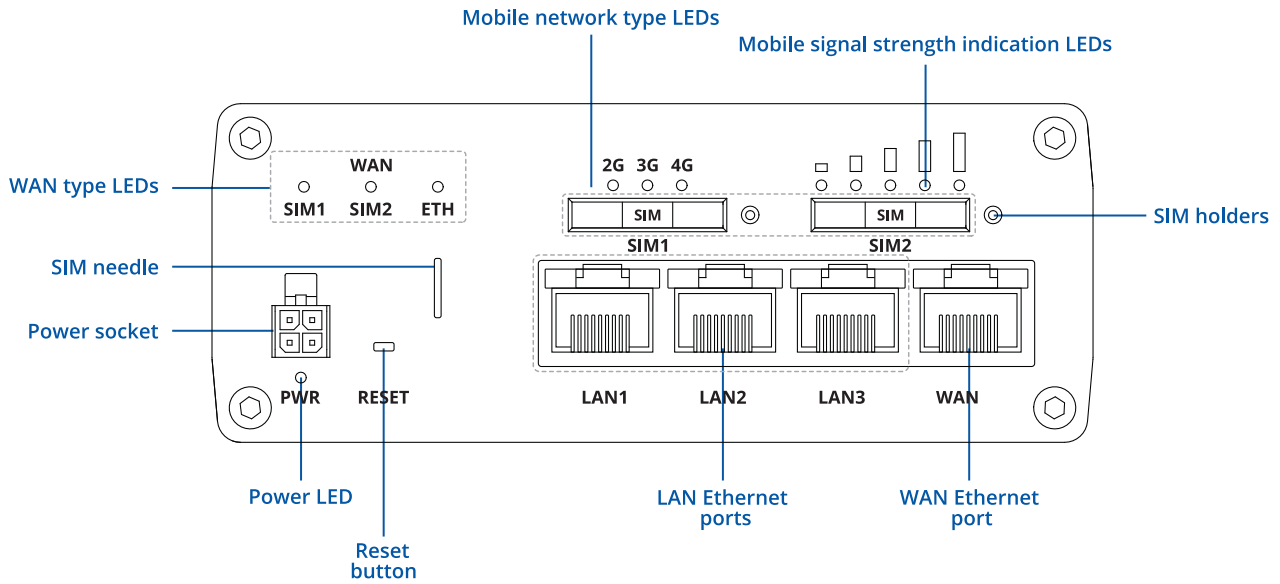 Mobile network type LEDs
Mobile signal strength indication LEDs
WAN
2G 3G 4G
WAN type LEDs
SIM1 SIM2 ETH
SIM
SIM
SIM holders
SIM1
SIM2
SIM needle
Power socket
PWR
RESET
LAN1
LAN2
LAN3
WAN
Power LED
LAN Ethernet
ports
WAN Ethernet
port
Reset
button